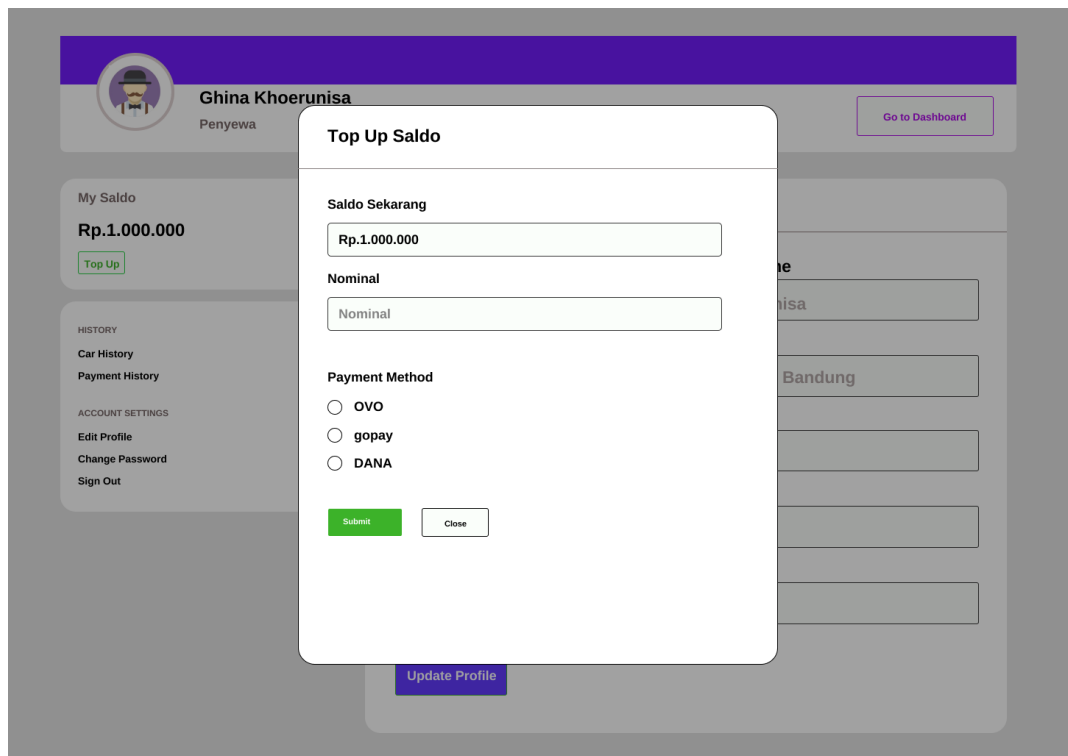 Ghina Khoerunisa
Penyewa
Go to Dashboard
My Saldo
Rp.1.000.000
Top Up
HISTORY
Car History
Payment History
ACCOUNT SETTINGS
Edit Profile
Change Password
Sign Out
Top Up Saldo
Saldo Sekarang
Rp.1.000.000
Nominal
Nominal
Payment Method
OVO
gopay
DANA
Submit
Close
Bandung
Update Profile